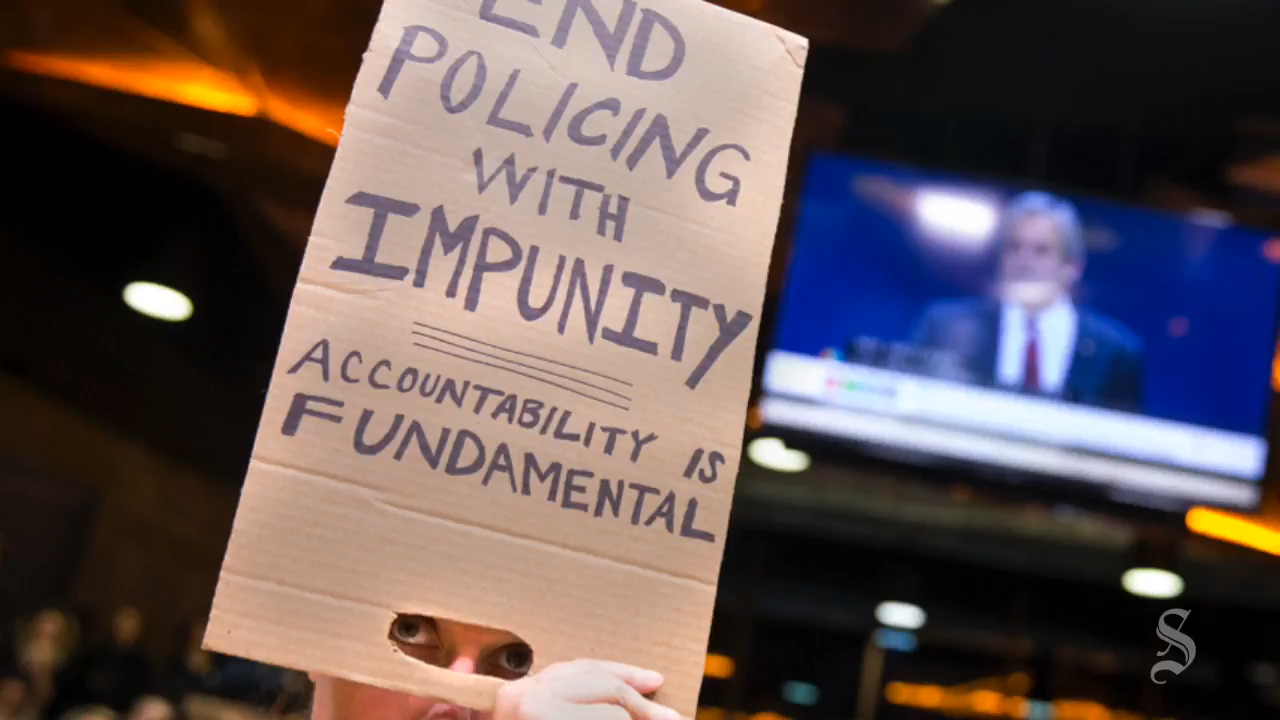 END
POLICING
WITH
IMPUNITY
ACCOUNTABILITY IS
FUNDAMENTAL
S